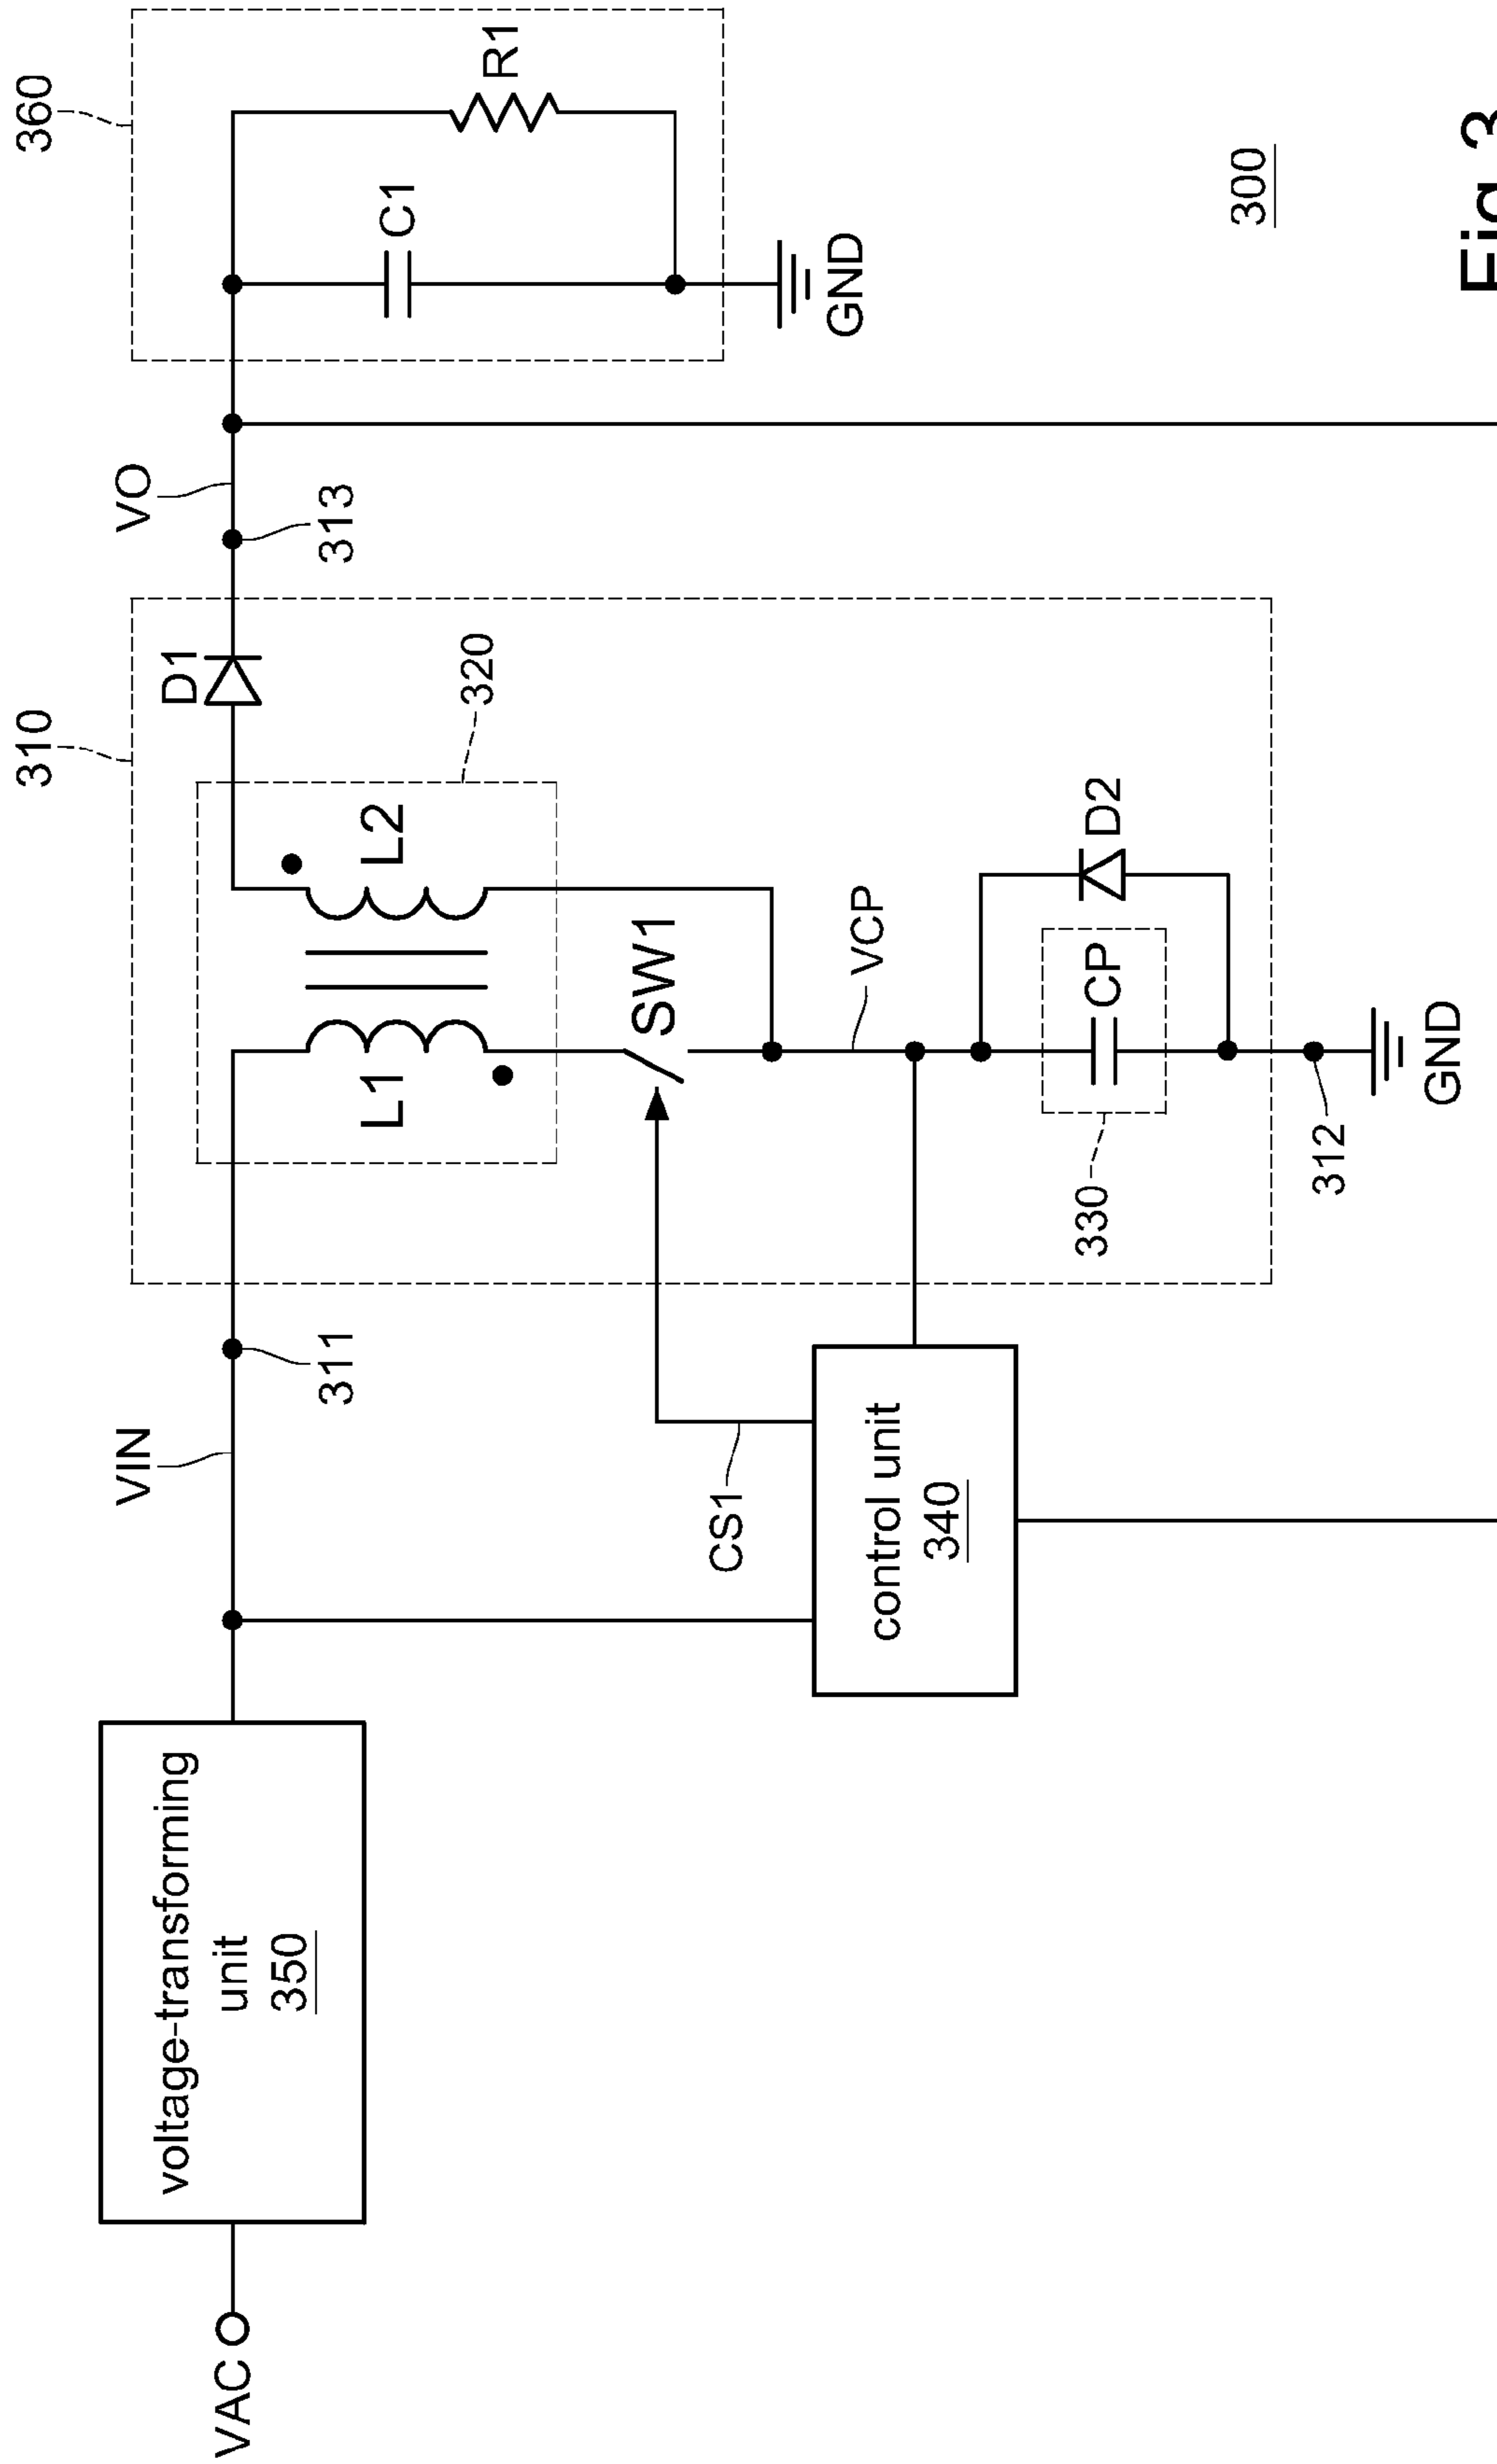 360
C1
R1
GND
VO
313
310
D1
320
L2
L1
SW1
VCP
D2
CP
330
312
GND
VIN
311
CS1
control unit
340
voltage-transforming
unit
350
VAC
300
Fig. 3